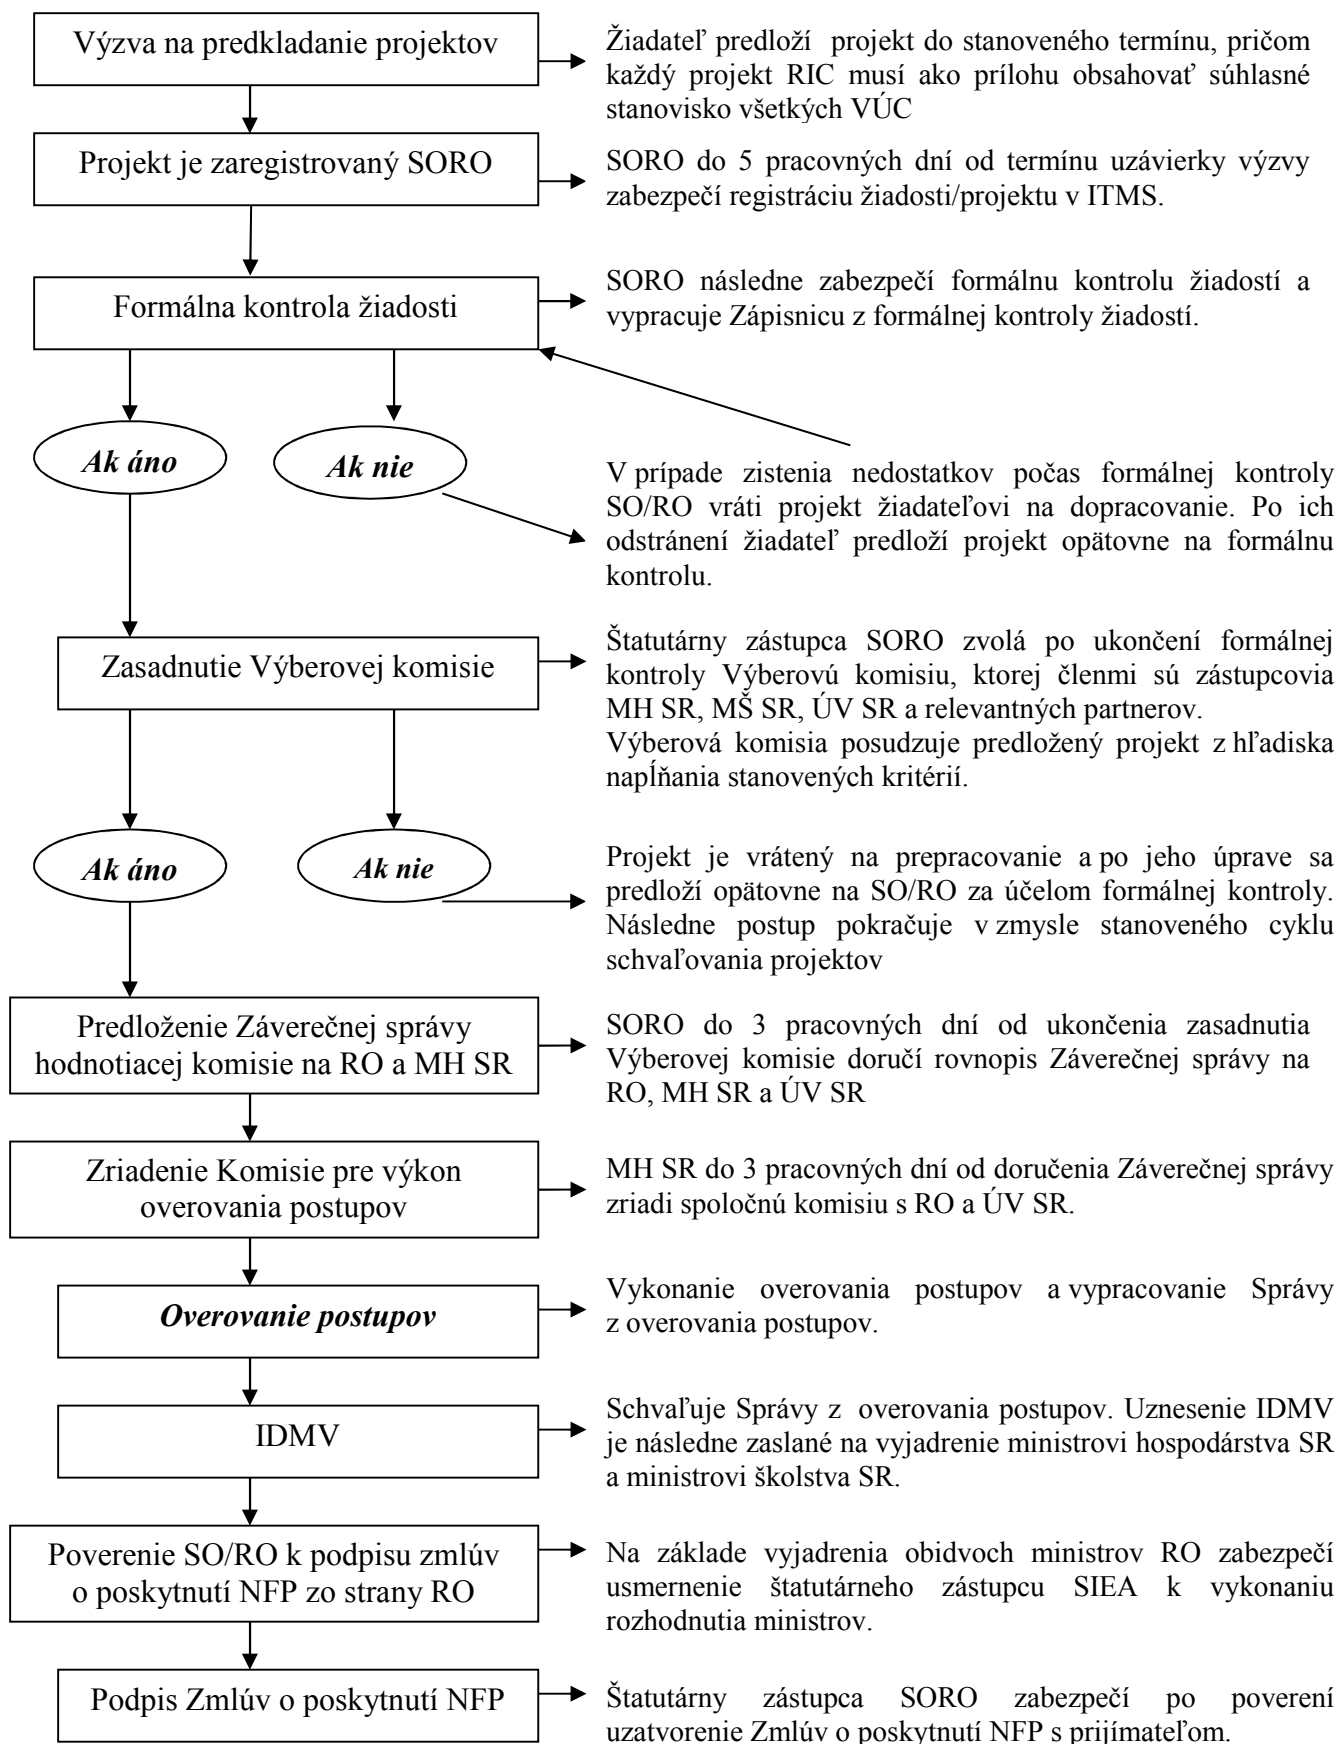 Výzva na predkladanie projektov
Žiadateľ predloží projekt do stanoveného termínu, pričom
každý projekt RIC musí ako prílohu obsahovať súhlasné
stanovisko všetkých VÚC
Projekt je zaregistrovaný SORO
SORO do 5 pracovných dní od termínu uzávierky výzvy
zabezpečí registráciu žiadosti/projektu v ITMS.
Formálna kontrola žiadosti
SORO následne zabezpečí formálnu kontrolu žiadostí a
vypracuje Zápisnicu z formálnej kontroly žiadostí.
Ak áno
Ak nie
V prípade zistenia nedostatkov počas formálnej kontroly
SO/RO vráti projekt žiadateľovi na dopracovanie. Po ich
odstránení žiadateľ predloží projekt opätovne na formálnu
kontrolu.
Zasadnutie Výberovej komisie
Štatutárny zástupca SORO zvolá po ukončení formálnej
kontroly Výberovú komisiu, ktorej členmi sú zástupcovia
MH SR, MŠ SR, ÚV SR a relevantných partnerov.
Výberová komisia posudzuje predložený projekt z hľadiska
napĺňania stanovených kritérií.
Ak áno
Ak nie
Projekt je vrátený na prepracovanie a po jeho úprave sa
predloží opätovne na SO/RO za účelom formálnej kontroly.
Následne postup pokračuje v zmysle stanoveného cyklu
schvaľovania projektov
Predloženie Záverečnej správy
hodnotiacej komisie na RO a MH SR
SORO do 3 pracovných dní od ukončenia zasadnutia
Výberovej komisie doručí rovnopis Záverečnej správy na
RO, MH SR a ÚV SR
Zriadenie Komisie pre výkon
overovania postupov
MH SR do 3 pracovných dní od doručenia Záverečnej správy
zriadi spoločnú komisiu s RO a ÚV SR.
Overovanie postupov
Vykonanie overovania postupov a vypracovanie Správy
z overovania postupov.
IDMV
Schvaľuje Správy z overovania postupov. Uznesenie IDMV
je následne zaslané na vyjadrenie ministrovi hospodárstva SR
a ministrovi školstva SR.
Poverenie SO/RO k podpisu zmlúv
o poskytnutí NFP zo strany RO
Na základe vyjadrenia obidvoch ministrov RO zabezpečí
usmernenie štatutárneho zástupcu SIEA k vykonaniu
rozhodnutia ministrov.
Podpis Zmlúv o poskytnutí NFP
Štatutárny zástupca SORO zabezpečí po poverení
uzatvorenie Zmlúv o poskytnutí NFP s prijímateľom.